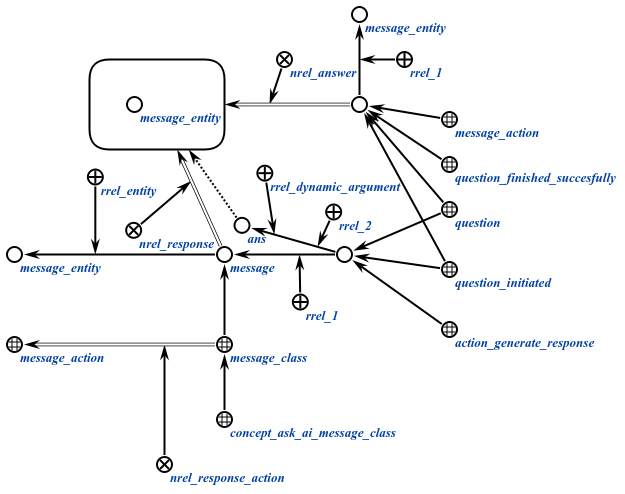 message_entity
nrel_answer
rrel_1
message_entity
message_action
question_finished_succesfully
rrel_entity
rrel_dynamic_argument
rrel_2
question
nrel_response
ans
message_entity
message
question_initiated
rrel_1
action_generate_response
message_action
message_class
concept_ask_ai_message_class
nrel_response_action